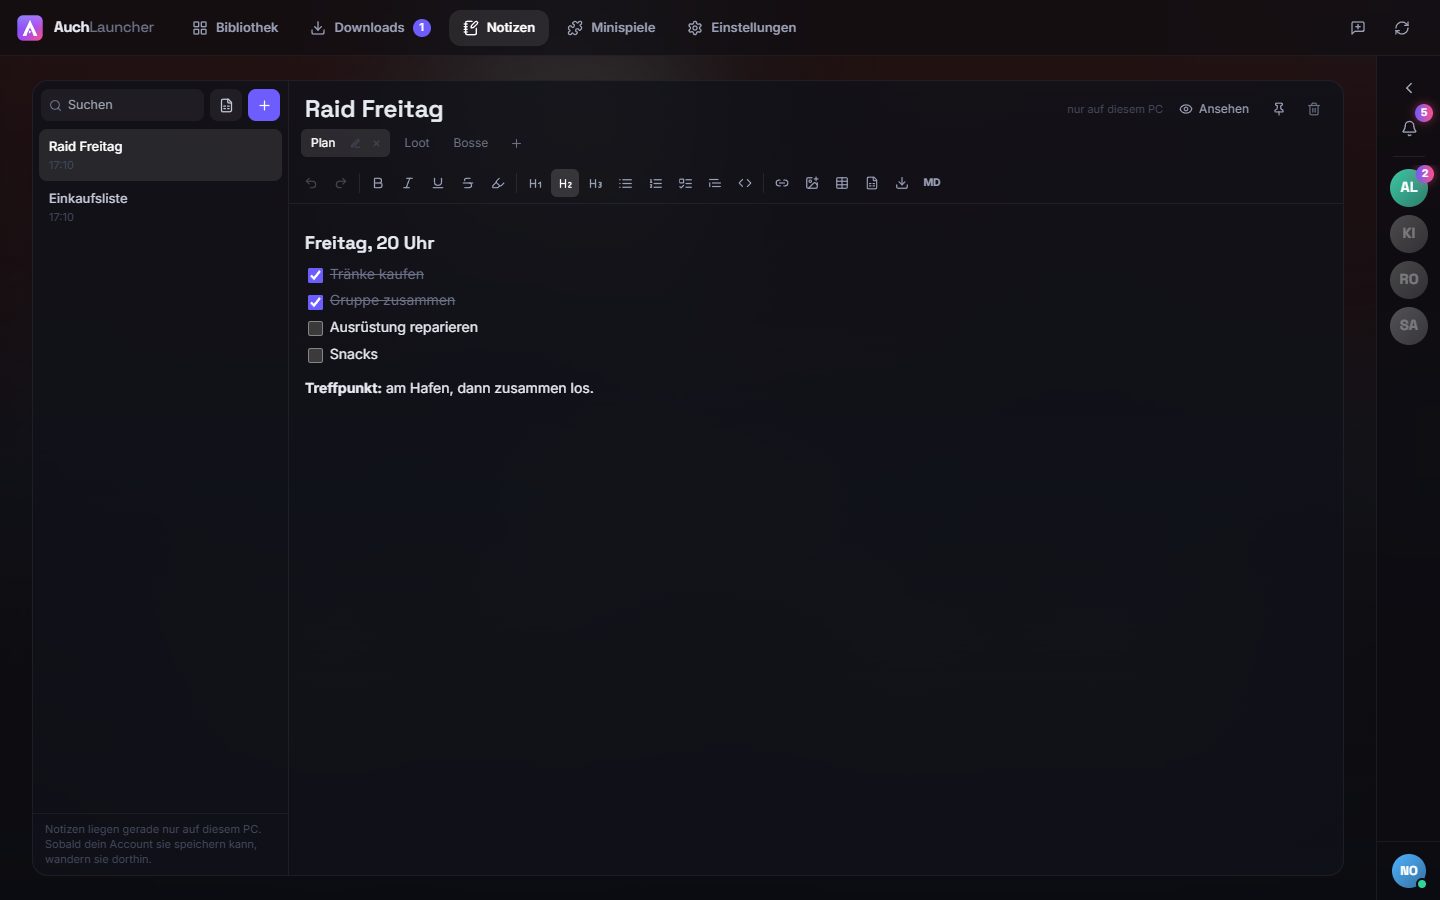 AuchLauncher
Bibliothek
Downloads 1
Notizen
Minispiele
Einstellungen
Suchen
Raid Freitag
17:10
Einkaufsliste
17:10
Notizen liegen gerade nur auf diesem PC.
Sobald dein Account sie speichern kann,
wandern sie dorthin.
Raid Freitag
nur auf diesem PC
Ansehen
Plan
Loot
Bosse
B I U S H1 H2 H3 MD
Freitag, 20 Uhr
Tränke kaufen
Gruppe zusammen
Ausrüstung reparieren
Snacks
Treffpunkt: am Hafen, dann zusammen los.
5
2
AL
KI
RO
SA
NO